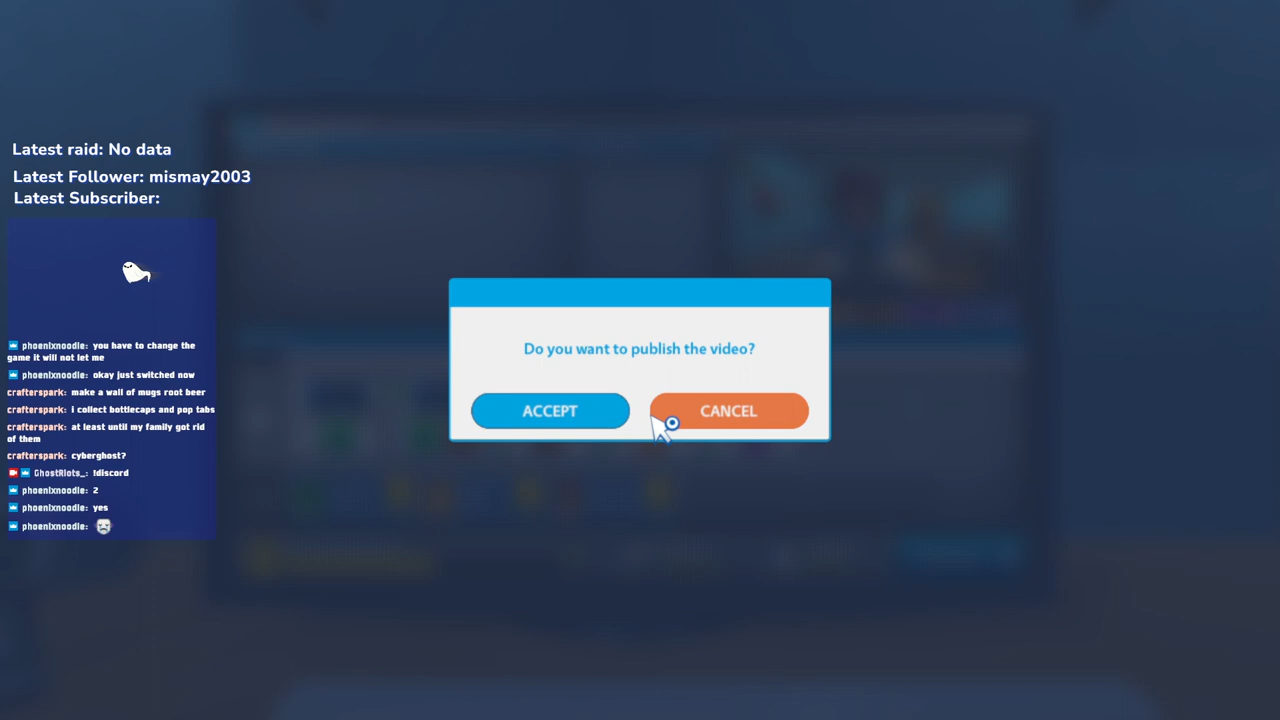 Latest raid: No data
Latest Follower: mismay2003
Latest Subscriber:
phoenixnoodle: you have to change the
game it will not let me
phoenixnoodle: okay just switched now
crafterspark: make a wall of mugs root beer
crafterspark: i collect bottlecaps and pop tabs
crafterspark: at least until my family got rid
of them
crafterspark: cyberghost?
GhostRiots_: !discord
phoenixnoodle: 2
phoenixnoodle: yes
phoenixnoodle:
Do you want to publish the video?
ACCEPT
CANCEL